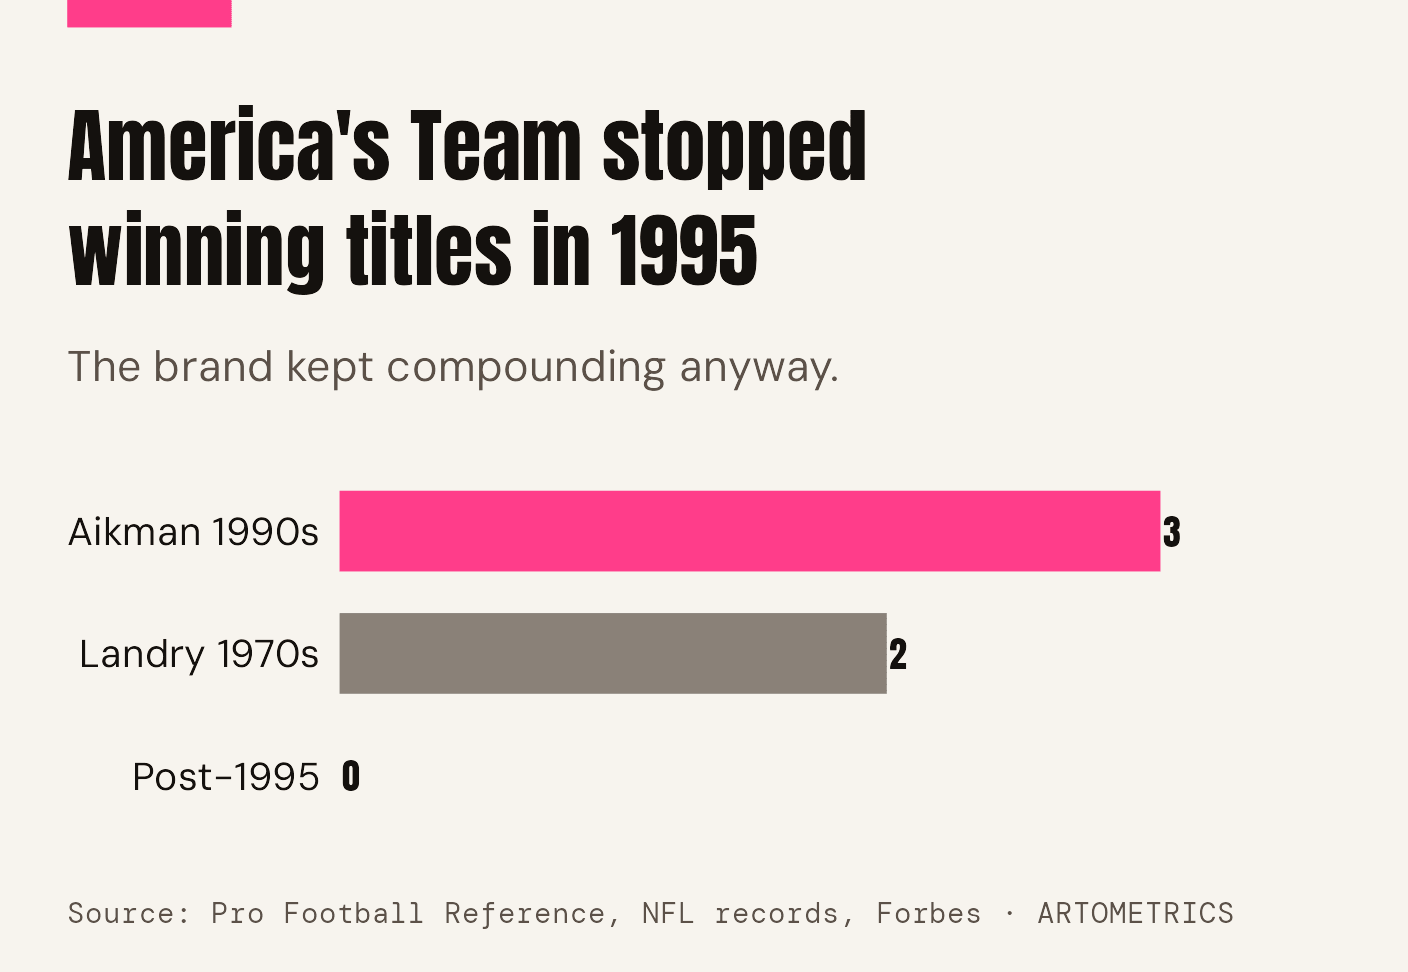 America's Team stopped
winning titles in 1995
The brand kept compounding anyway.
Aikman 1990s 3
Landry 1970s 2
Post-1995 0
Source: Pro Football Reference, NFL records, Forbes · ARTOMETRICS